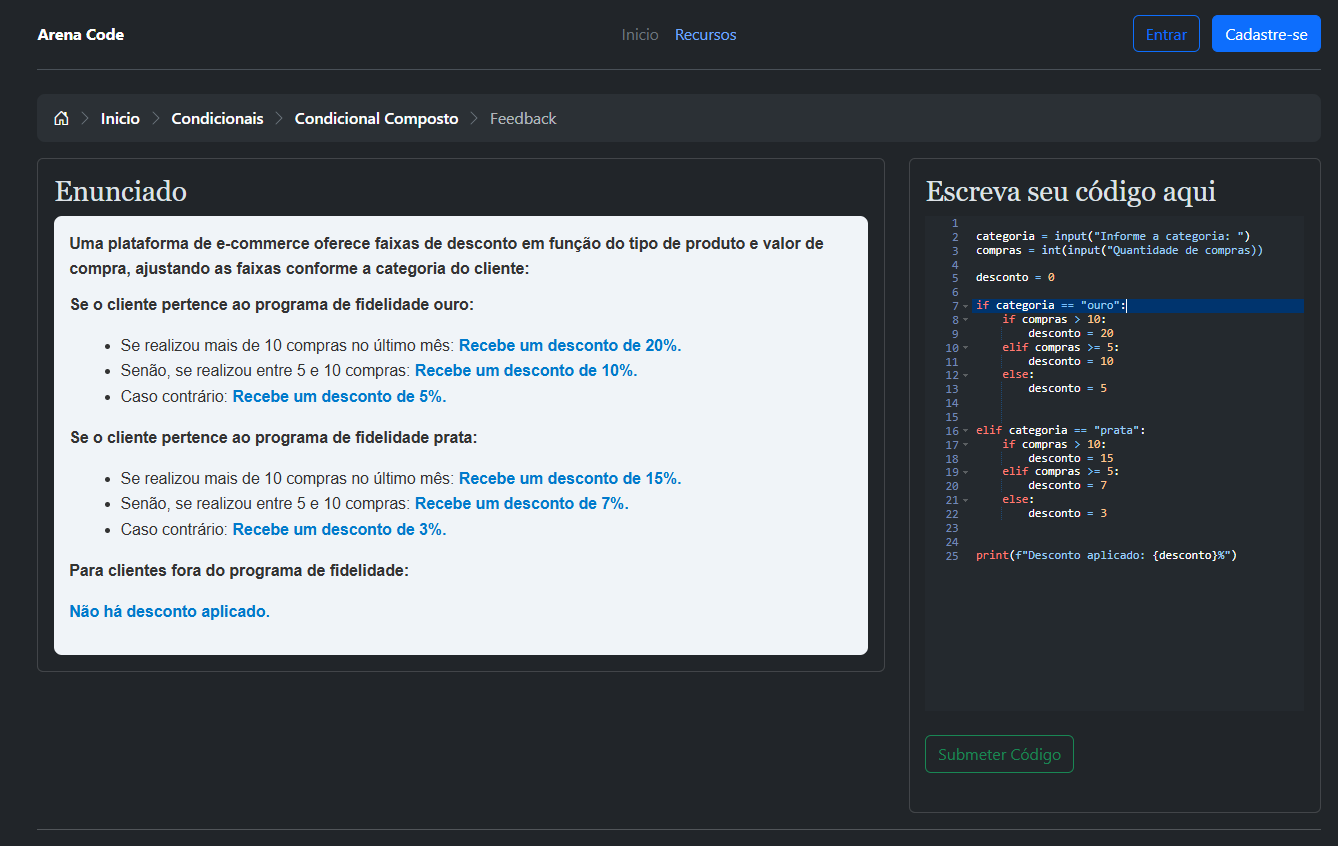 Arena Code
Inicio Recursos
Entrar Cadastre-se
Inicio Condicionais Condicional Composto Feedback
Enunciado
Uma plataforma de e-commerce oferece faixas de desconto em função do tipo de produto e valor de
compra, ajustando as faixas conforme a categoria do cliente:
Se o cliente pertence ao programa de fidelidade ouro:
• Se realizou mais de 10 compras no último mês: Recebe um desconto de 20%.
• Senão, se realizou entre 5 e 10 compras: Recebe um desconto de 10%.
• Caso contrário: Recebe um desconto de 5%.
Se o cliente pertence ao programa de fidelidade prata:
• Se realizou mais de 10 compras no último mês: Recebe um desconto de 15%.
• Senão, se realizou entre 5 e 10 compras: Recebe um desconto de 7%.
• Caso contrário: Recebe um desconto de 3%.
Para clientes fora do programa de fidelidade:
Não há desconto aplicado.
Escreva seu código aqui
1
2 categoria = input("Informe a categoria: ")
3 compras = int(input("Quantidade de compras))
4
5 desconto = 0
6
7 if categoria == "ouro":
8     if compras > 10:
9         desconto = 20
10     elif compras >= 5:
11         desconto = 10
12     else:
13         desconto = 5
14
15
16 elif categoria == "prata":
17     if compras > 10:
18         desconto = 15
19     elif compras >= 5:
20         desconto = 7
21     else:
22         desconto = 3
23
24
25 print(f"Desconto aplicado: {desconto}%")
Submeter Código